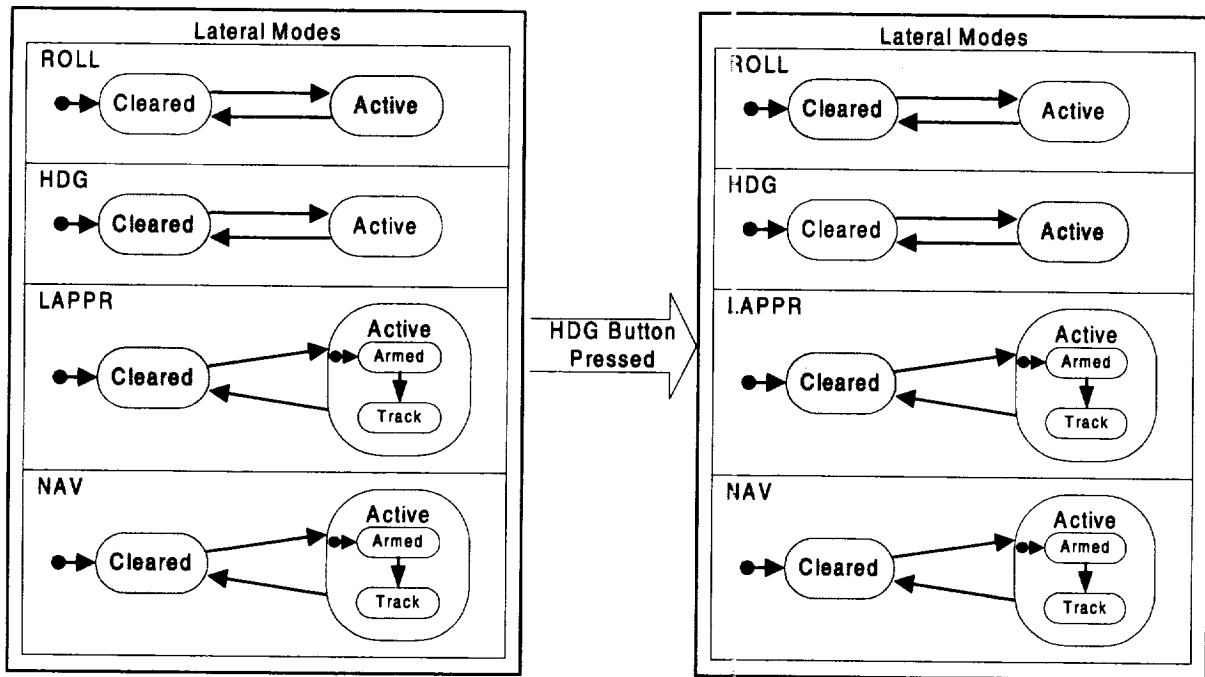 Lateral Modes
ROLL
Cleared
Active
HDG
Cleared
Active
LAPPR
Cleared
Active
Armed
Track
NAV
Cleared
Active
Armed
Track
HDG Button
Pressed
Lateral Modes
ROLL
Cleared
Active
HDG
Cleared
Active
LAPPR
Cleared
Active
Armed
Track
NAV
Cleared
Active
Armed
Track